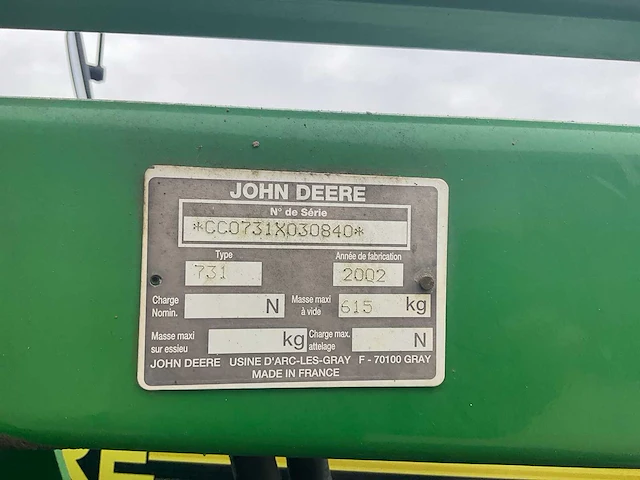 JOHN DEERE
N° de Série
*CC0731X030840*
Type
Année de fabrication
731
2002
Charge Nomin.
N
Masse maxi à vide
615 kg
Masse maxi sur essieu
kg
Charge max. attelage
N
JOHN DEERE USINE D'ARC-LES-GRAY F - 70100 GRAY
MADE IN FRANCE
RE